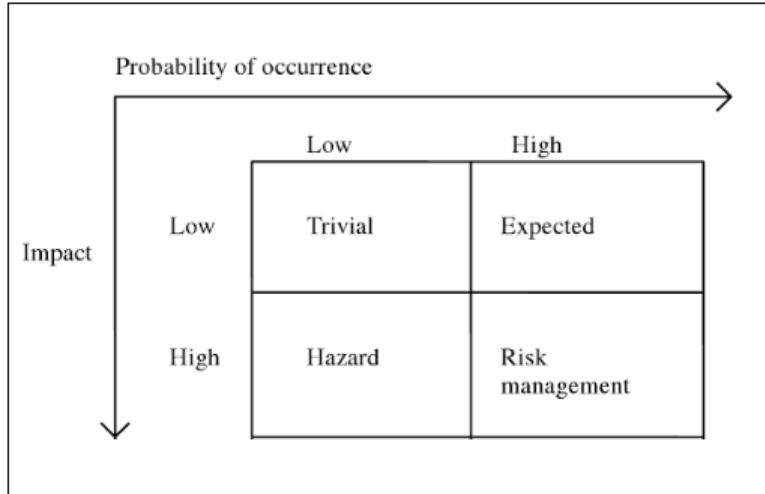 Probability of occurrence
Low High
Low Trivial Expected
Impact
High Hazard Risk
management